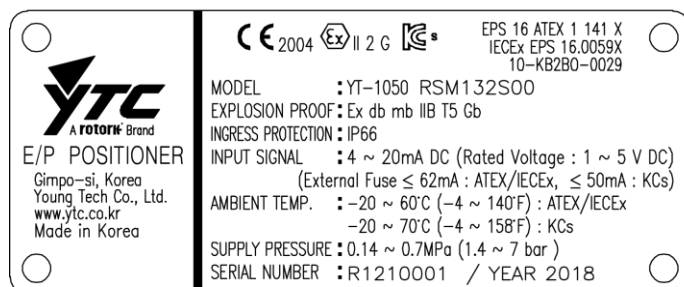 YTC
A rotork Brand
E/P POSITIONER
Gimpo-si, Korea
Young Tech Co., Ltd.
www.ytc.co.kr
Made in Korea
CE 2004 Ex II 2 G KCs
EPS 16 ATEX 1 141 X
IECEx EPS 16.0059X
10-KB2B0-0029
MODEL : YT-1050 RSM132S00
EXPLOSION PROOF : Ex db mb IIB T5 Gb
INGRESS PROTECTION : IP66
INPUT SIGNAL : 4 ~ 20mA DC (Rated Voltage : 1 ~ 5 V DC)
(External Fuse ≤ 62mA : ATEX/IECEx, ≤ 50mA : KCs)
AMBIENT TEMP. : -20 ~ 60℃ (-4 ~ 140℉) : ATEX/IECEx
-20 ~ 70℃ (-4 ~ 158℉) : KCs
SUPPLY PRESSURE : 0.14 ~ 0.7MPa (1.4 ~ 7 bar )
SERIAL NUMBER : R1210001 / YEAR 2018